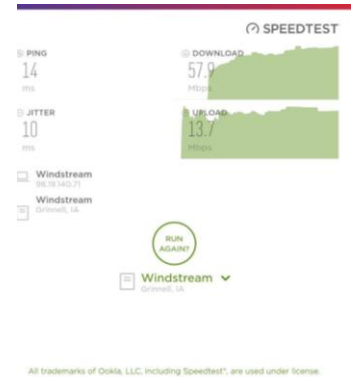 SPEEDTEST
PING
14
ms
DOWNLOAD
57.9
Mbps
JITTER
10
ms
UPLOAD
13.7
Mbps
Windstream
98.19.140.71
Windstream
Grinnell, IA
RUN
AGAIN?
Windstream
Grinnell, IA
All trademarks of Ookla, LLC, including Speedtest®, are used under license.